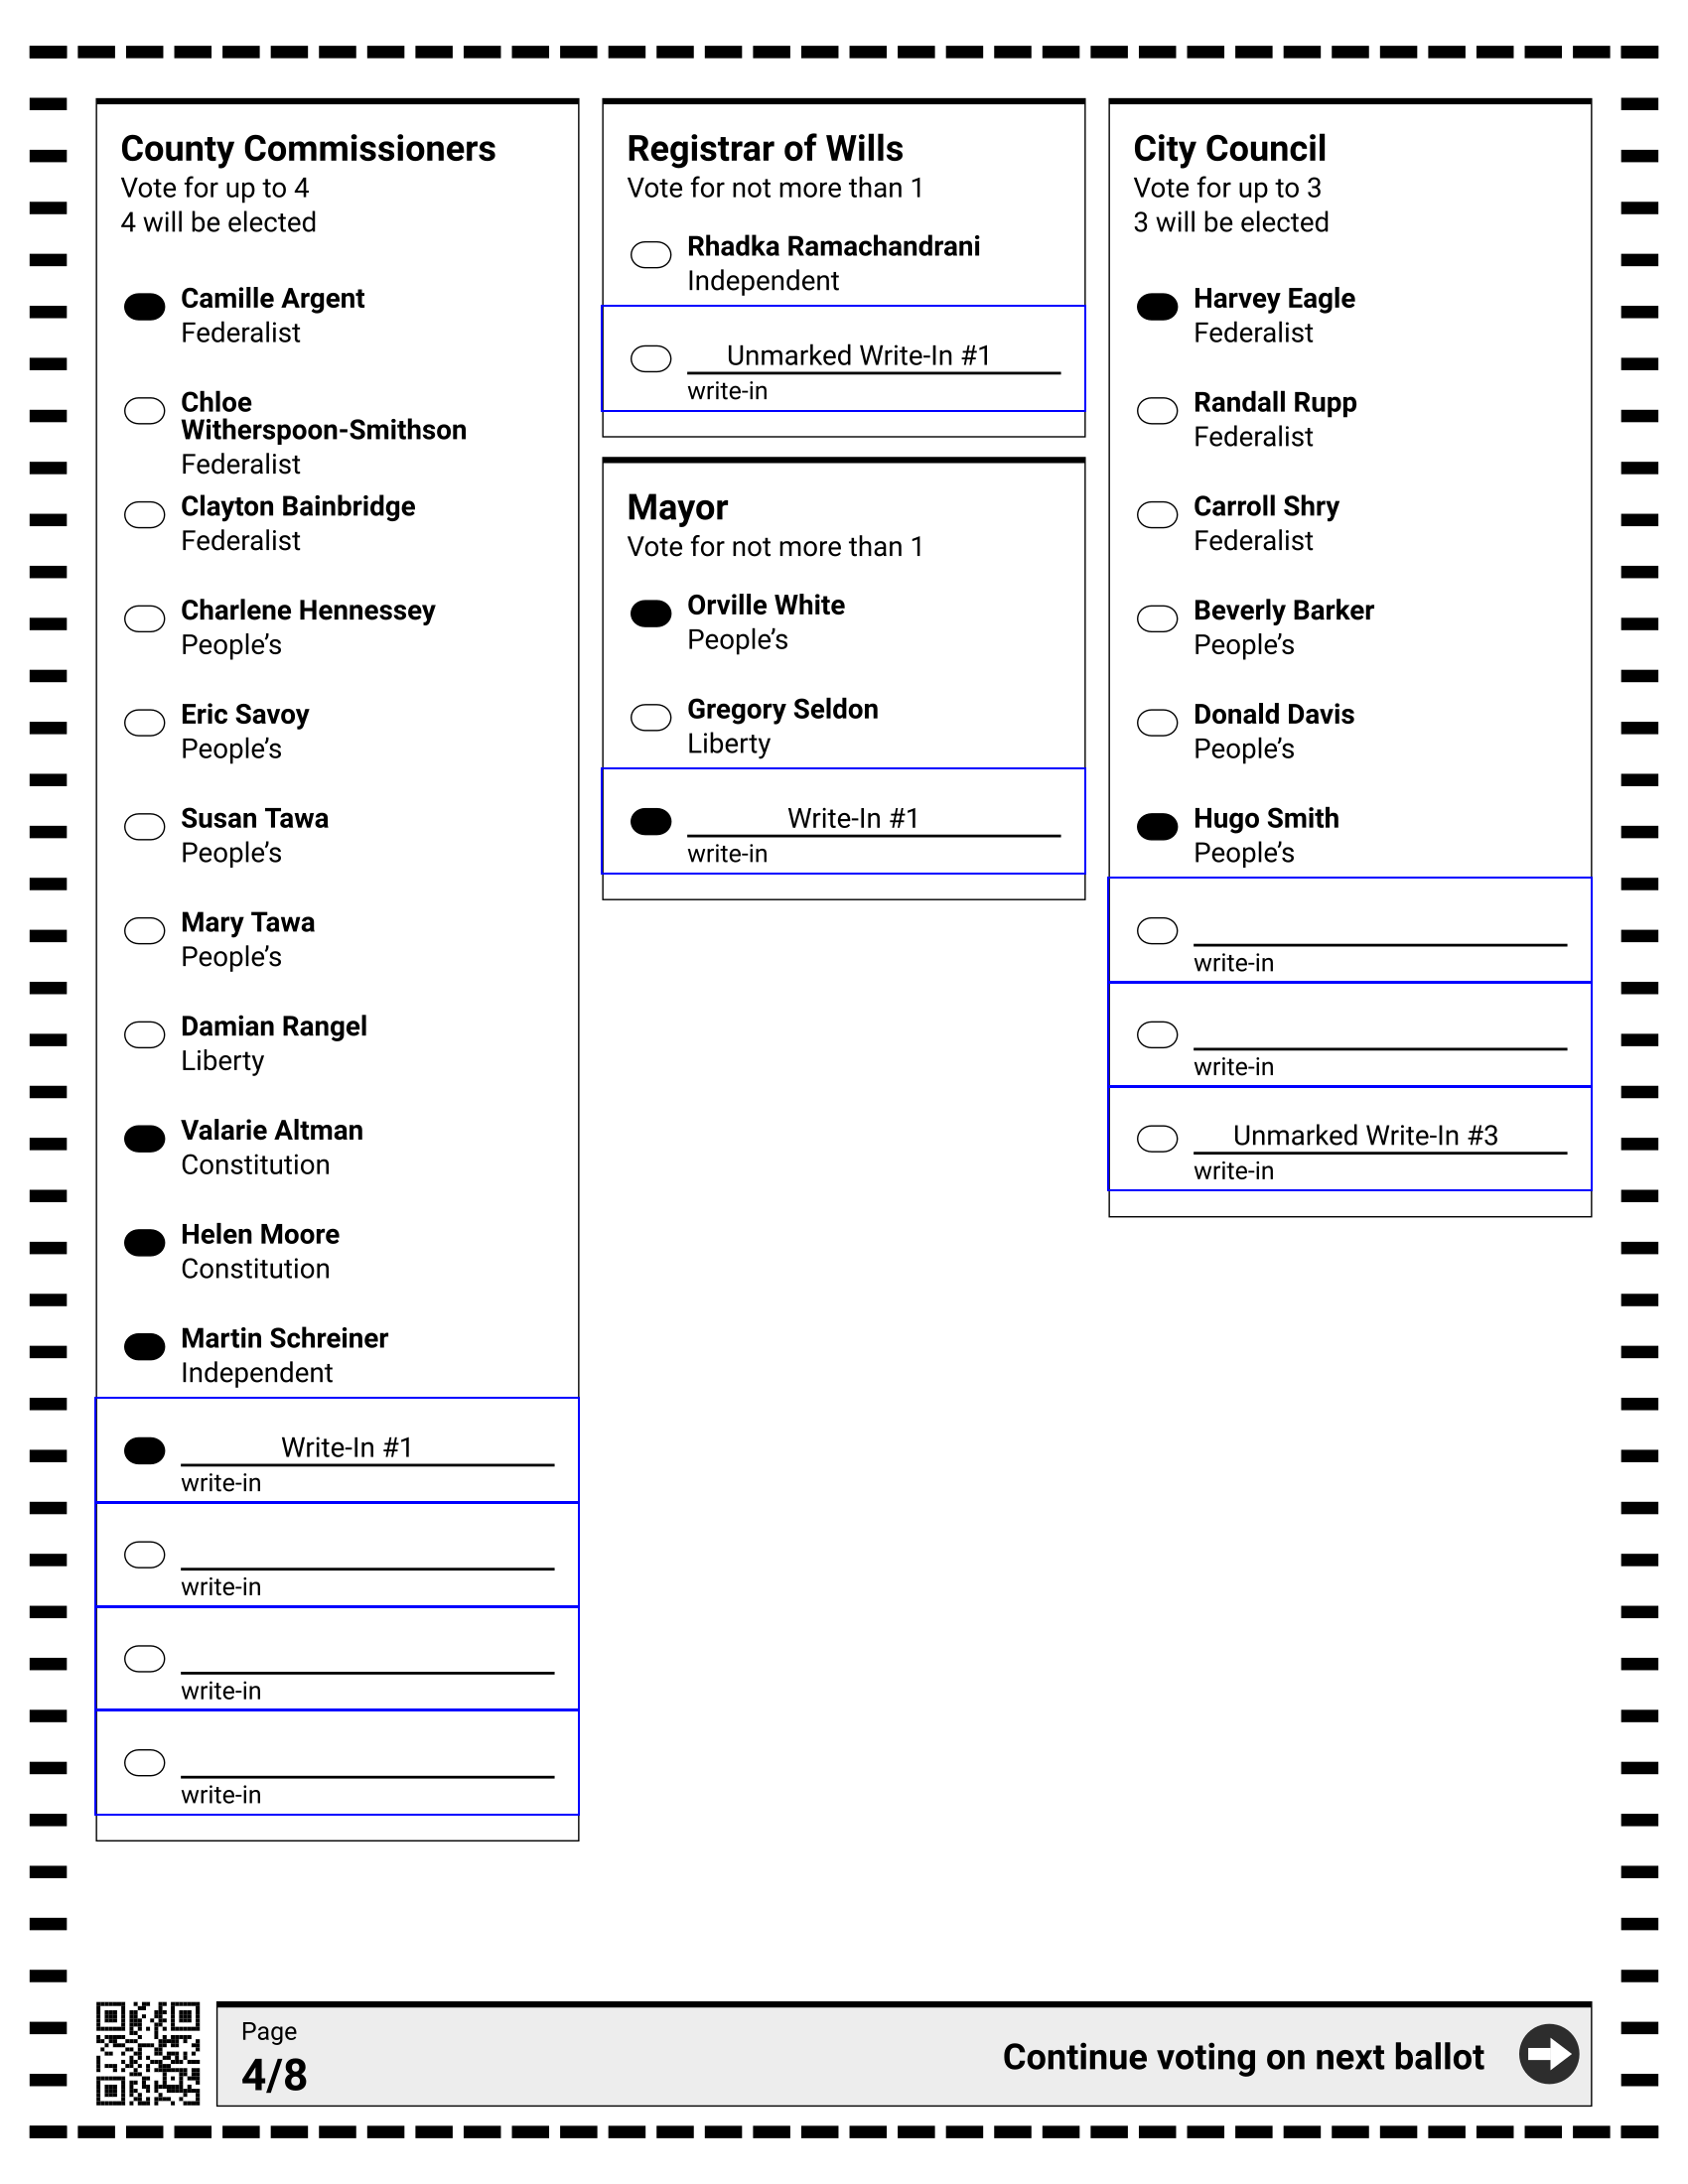 County Commissioners
Vote for up to 4
4 will be elected
Camille Argent
Federalist
Chloe
Witherspoon-Smithson
Federalist
Clayton Bainbridge
Federalist
Charlene Hennessey
People’s
Eric Savoy
People’s
Susan Tawa
People’s
Mary Tawa
People’s
Damian Rangel
Liberty
Valarie Altman
Constitution
Helen Moore
Constitution
Martin Schreiner
Independent
Write-In #1
write-in
write-in
write-in
write-in
Registrar of Wills
Vote for not more than 1
Rhadka Ramachandrani
Independent
Unmarked Write-In #1
write-in
Mayor
Vote for not more than 1
Orville White
People’s
Gregory Seldon
Liberty
Write-In #1
write-in
City Council
Vote for up to 3
3 will be elected
Harvey Eagle
Federalist
Randall Rupp
Federalist
Carroll Shry
Federalist
Beverly Barker
People’s
Donald Davis
People’s
Hugo Smith
People’s
write-in
write-in
Unmarked Write-In #3
write-in
Page
4/8
Continue voting on next ballot